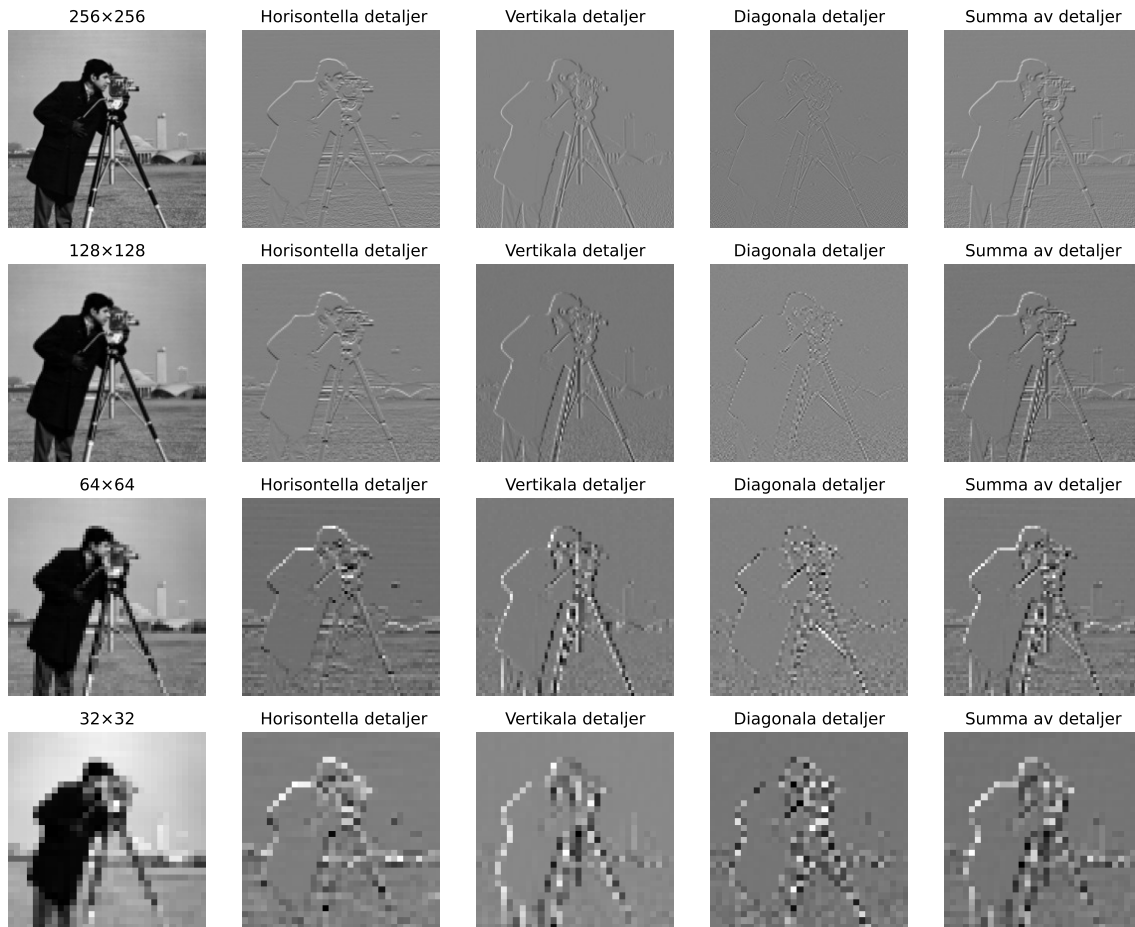 256×256 Horisontella detaljer Vertikala detaljer Diagonala detaljer Summa av detaljer
128×128 Horisontella detaljer Vertikala detaljer Diagonala detaljer Summa av detaljer
64×64 Horisontella detaljer Vertikala detaljer Diagonala detaljer Summa av detaljer
32×32 Horisontella detaljer Vertikala detaljer Diagonala detaljer Summa av detaljer